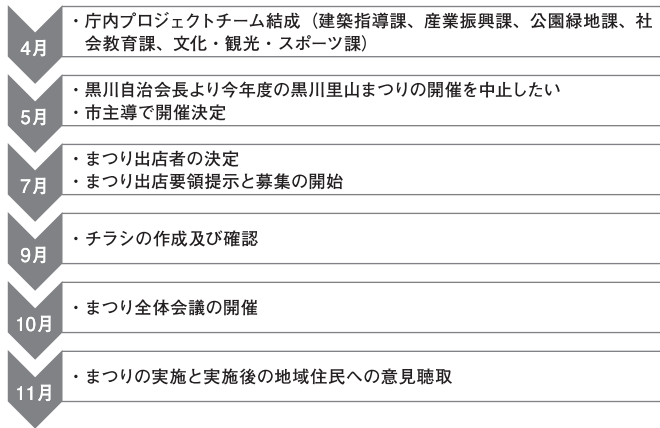 4月
・庁内プロジェクトチーム結成（建築指導課、産業振興課、公園緑地課、社
会教育課、文化・観光・スポーツ課）
5月
・黒川自治会長より今年度の黒川里山まつりの開催を中止したい
・市主導で開催決定
7月
・まつり出店者の決定
・まつり出店要領提示と募集の開始
9月
・チラシの作成及び確認
10月
・まつり全体会議の開催
11月
・まつりの実施と実施後の地域住民への意見聴取